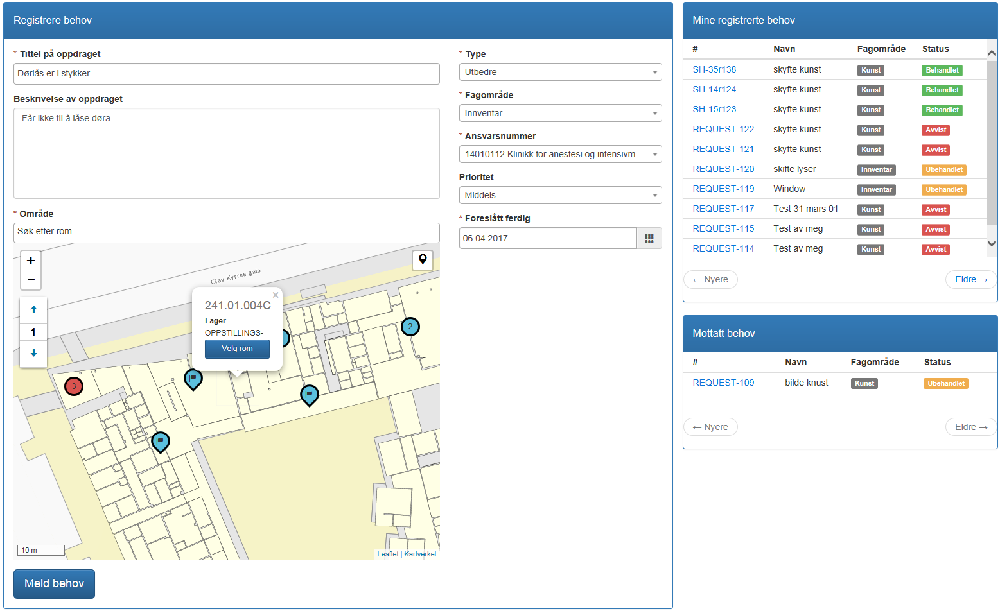 Registrere behov
* Tittel på oppdraget
Dørlås er i stykker
Beskrivelse av oppdraget
Får ikke til å låse døra.
* Område
Søk etter rom ...
+
−
1
Olav Kyrres gate
×
241.01.004C
Lager
OPPSTILLINGS-
Velg rom
2
3
10 m
Leaflet | Kartverket
Meld behov
* Type
Utbedre
* Fagområde
Innventar
* Ansvarsnummer
14010112 Klinikk for anestesi og intensivm...
Prioritet
Middels
* Foreslått ferdig
06.04.2017
Mine registrerte behov
# Navn Fagområde Status
SH-35r138 skyfte kunst Kunst Behandlet
SH-14r124 skyfte kunst Kunst Behandlet
SH-15r123 skyfte kunst Kunst Behandlet
REQUEST-122 skyfte kunst Kunst Avvist
REQUEST-121 skyfte kunst Kunst Avvist
REQUEST-120 skifte lyser Innventar Ubehandlet
REQUEST-119 Window Innventar Ubehandlet
REQUEST-117 Test 31 mars 01 Kunst Avvist
REQUEST-115 Test av meg Kunst Avvist
REQUEST-114 Test av meg Kunst Avvist
← Nyere Eldre →
Mottatt behov
# Navn Fagområde Status
REQUEST-109 bilde knust Kunst Ubehandlet
← Nyere Eldre →